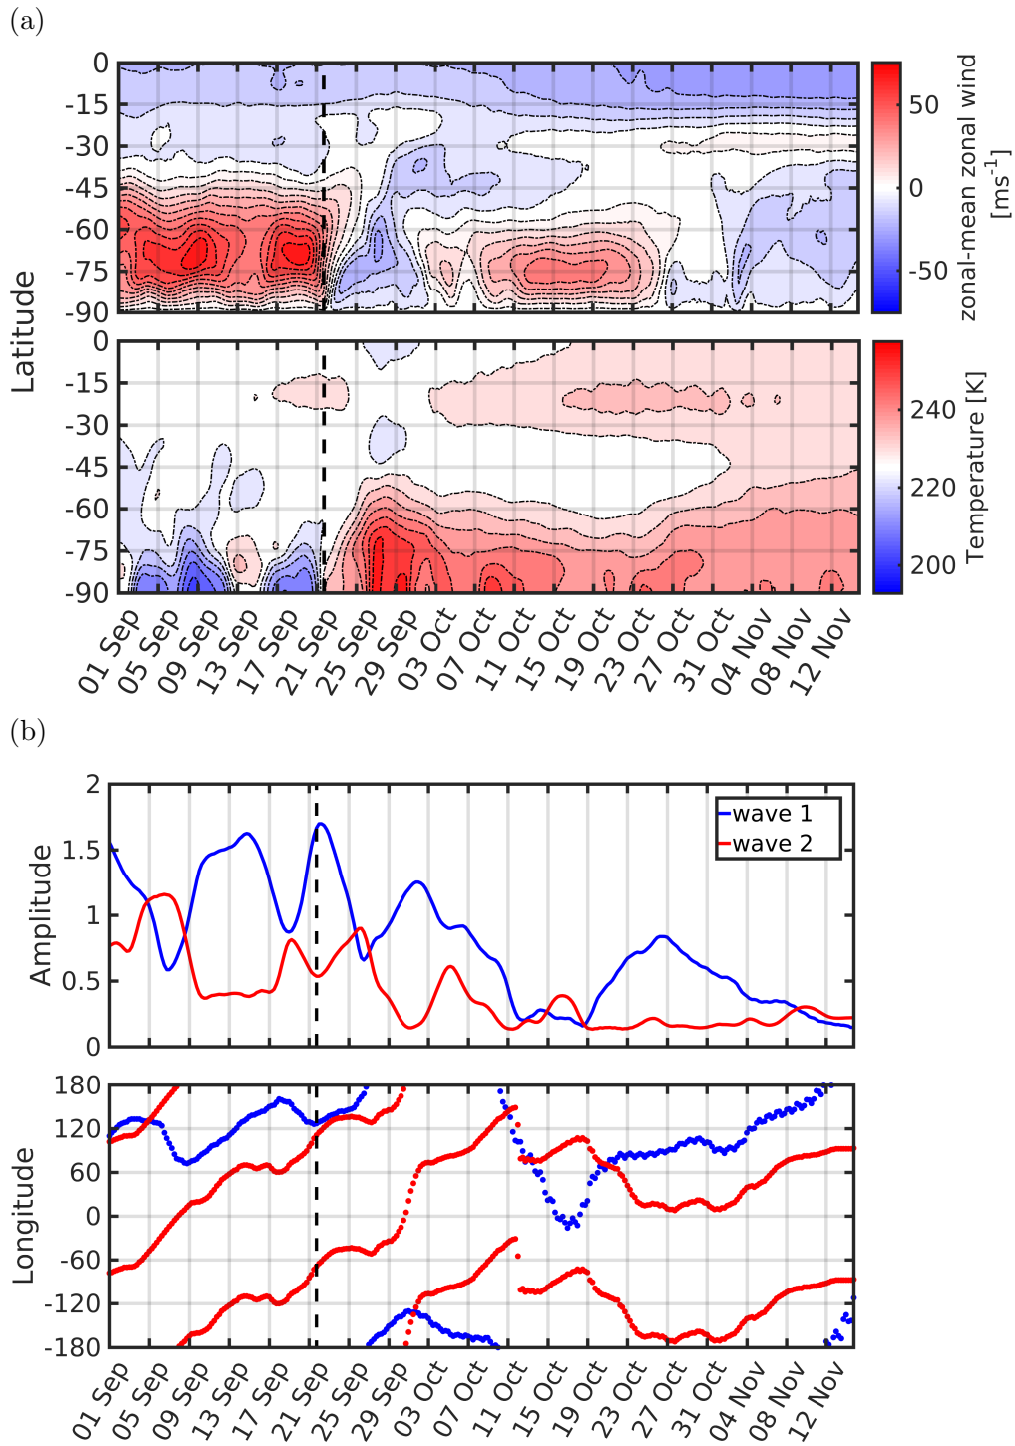 (a)
0
-15
-30
-45
-60
-75
-90
50
0
-50
zonal-mean zonal wind
[ms-1]
Latitude
0
-15
-30
-45
-60
-75
-90
240
220
200
Temperature [K]
01 Sep
05 Sep
09 Sep
13 Sep
17 Sep
21 Sep
25 Sep
29 Sep
03 Oct
07 Oct
11 Oct
15 Oct
19 Oct
23 Oct
27 Oct
31 Oct
04 Nov
08 Nov
12 Nov
(b)
2
1.5
1
0.5
0
Amplitude
wave 1
wave 2
180
120
60
0
-60
-120
-180
Longitude
01 Sep
05 Sep
09 Sep
13 Sep
17 Sep
21 Sep
25 Sep
29 Sep
03 Oct
07 Oct
11 Oct
15 Oct
19 Oct
23 Oct
27 Oct
31 Oct
04 Nov
08 Nov
12 Nov